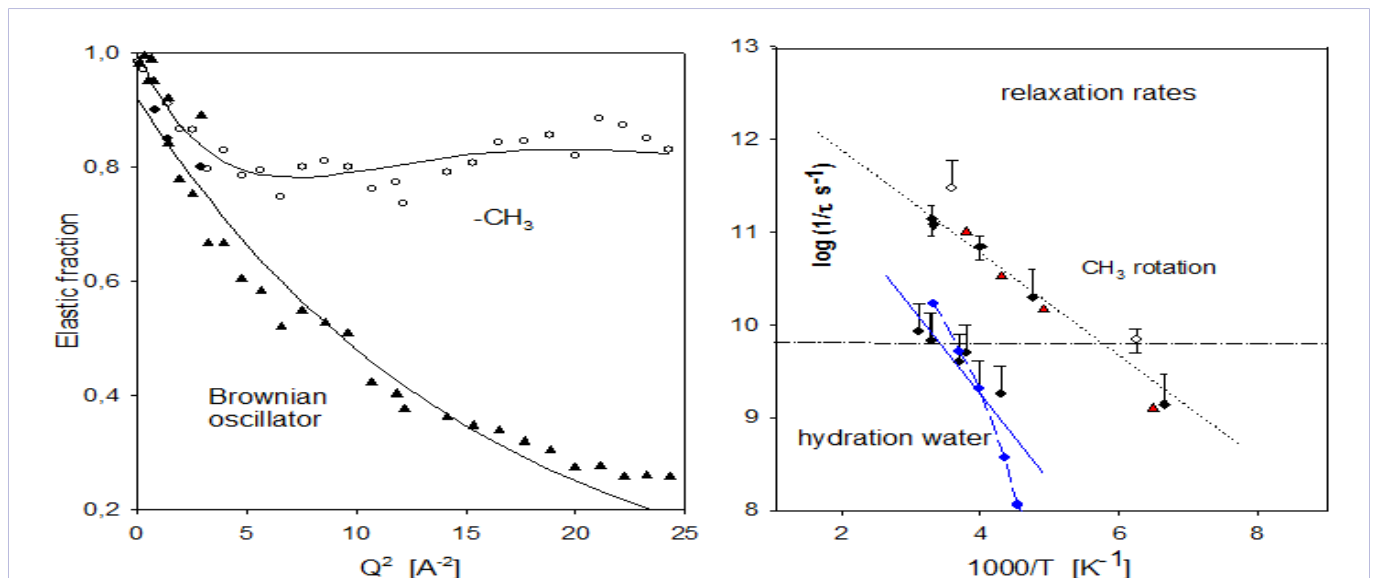 1,0
0,8
0,6
0,4
0,2
Elastic fraction
-CH₃
Brownian
oscillator
0
5
10
15
20
25
Q² [A⁻²]
13
12
11
10
9
8
log (1/τ s⁻¹)
relaxation rates
CH₃ rotation
hydration water
2
4
6
8
1000/T [K⁻¹]